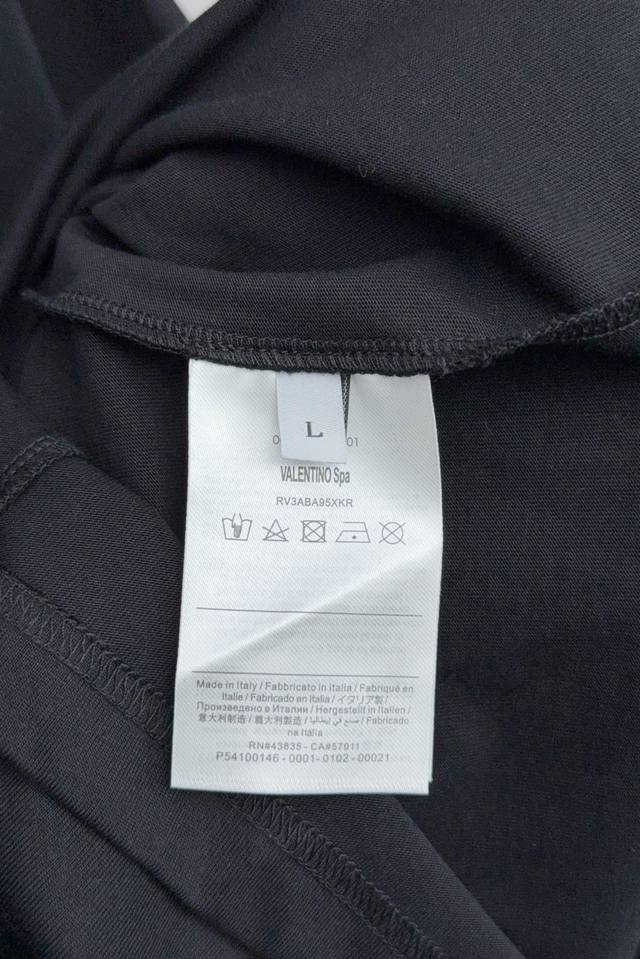 L
01
VALENTINO Spa
RV3ABA95XKR
Made in Italy / Fabbricato in Italia / Fabriqué en
Italie / Fabricado en Italia / イタリア製 /
Произведено в Италии / Hergestellt in Italien /
意大利制造 / 義大利製造 / صنع في إيطاليا / Fabricado
na Itália
RN#43835 - CA#57011
P54100146 - 0001- 0102 - 00021